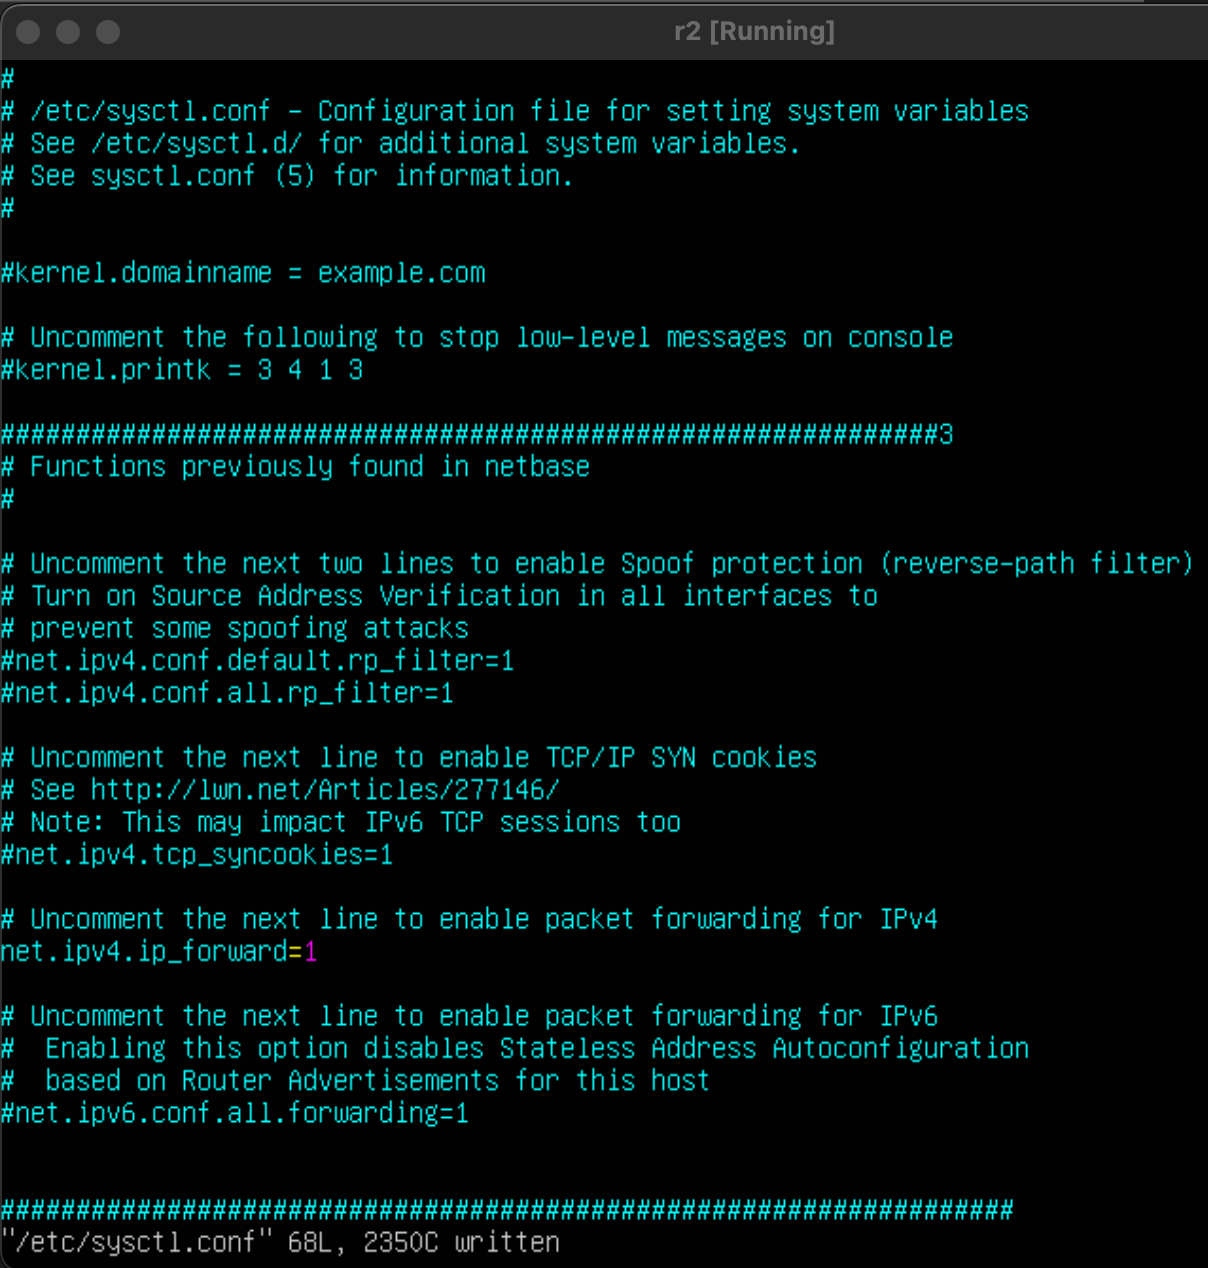 r2 [Running]
#
# /etc/sysctl.conf - Configuration file for setting system variables
# See /etc/sysctl.d/ for additional system variables.
# See sysctl.conf (5) for information.
#
#kernel.domainname = example.com
# Uncomment the following to stop low-level messages on console
#kernel.printk = 3 4 1 3
##############################################################3
# Functions previously found in netbase
#
# Uncomment the next two lines to enable Spoof protection (reverse-path filter)
# Turn on Source Address Verification in all interfaces to
# prevent some spoofing attacks
#net.ipv4.conf.default.rp_filter=1
#net.ipv4.conf.all.rp_filter=1
# Uncomment the next line to enable TCP/IP SYN cookies
# See http://lwn.net/Articles/277146/
# Note: This may impact IPv6 TCP sessions too
#net.ipv4.tcp_syncookies=1
# Uncomment the next line to enable packet forwarding for IPv4
net.ipv4.ip_forward=1
# Uncomment the next line to enable packet forwarding for IPv6
#  Enabling this option disables Stateless Address Autoconfiguration
#  based on Router Advertisements for this host
#net.ipv6.conf.all.forwarding=1
###################################################################
"/etc/sysctl.conf" 68L, 2350C written